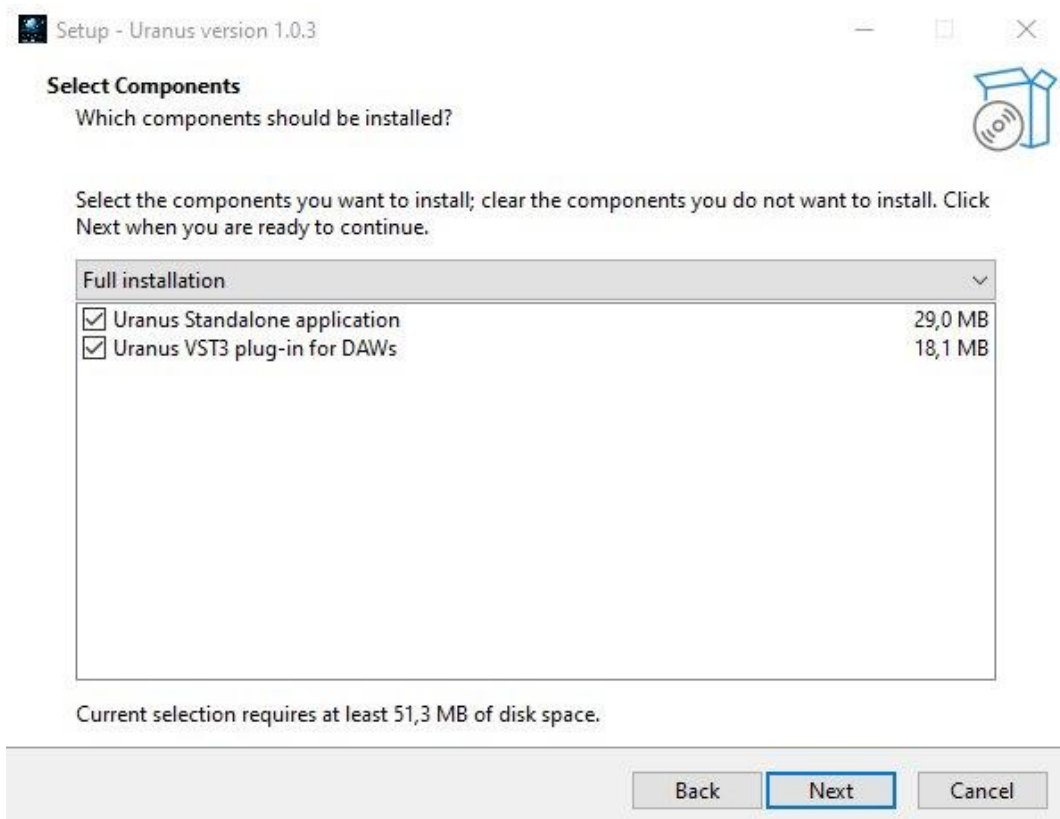 Setup - Uranus version 1.0.3
Select Components
Which components should be installed?
Select the components you want to install; clear the components you do not want to install. Click
Next when you are ready to continue.
Full installation
Uranus Standalone application 29,0 MB
Uranus VST3 plug-in for DAWs 18,1 MB
Current selection requires at least 51,3 MB of disk space.
Back Next Cancel